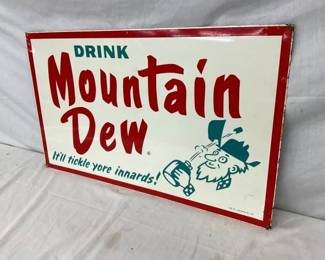 DRINK
Mountain
Dew
It'll tickle yore innards!